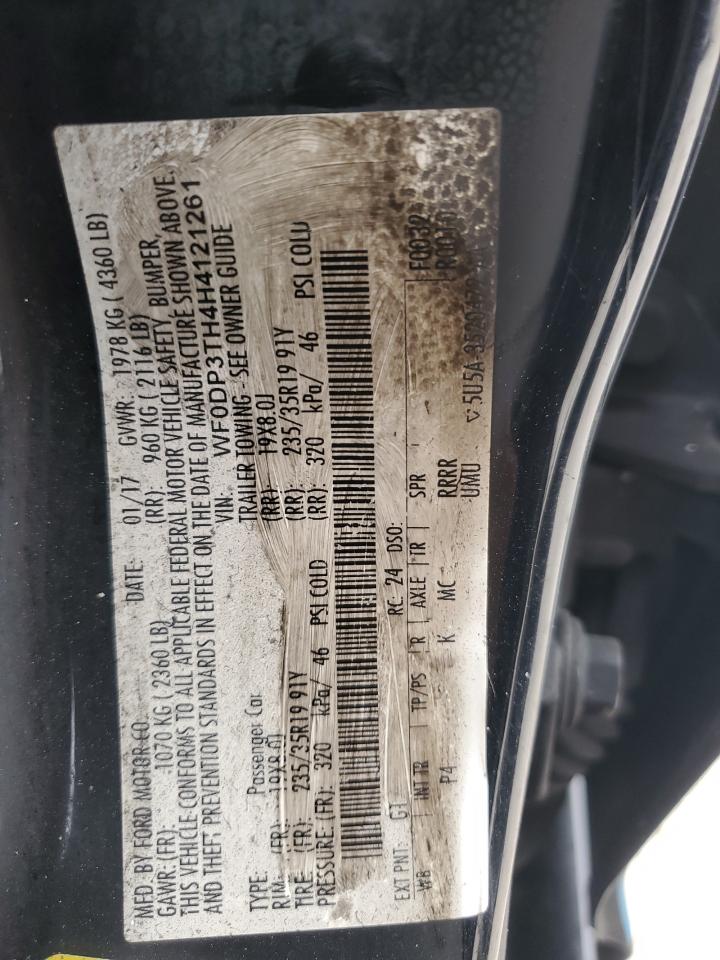 MFD. BY FORD MOTOR CO. DATE: 01/17 GVWR: 1978 KG ( 4360 LB)
GAWR: (FR): 1070 KG ( 2360 LB) (RR): 960 KG ( 2116 LB)
THIS VEHICLE CONFORMS TO ALL APPLICABLE FEDERAL MOTOR VEHICLE SAFETY, BUMPER,
AND THEFT PREVENTION STANDARDS IN EFFECT ON THE DATE OF MANUFACTURE SHOWN ABOVE.
VIN: WF0DP3TH4H4121261
TYPE: Passenger Car TRAILER TOWING - SEE OWNER GUIDE
RIM: (FR): 19X8.0J (RR): 19X8.0J
TIRE: (FR): 235/35R19 91Y (RR): 235/35R19 91Y
PRESSURE: (FR): 320 kPa/ 46 PSI COLD (RR): 320 kPa/ 46 PSI COLD
EXT PNT: G1 RC: 24 DSO: F0032
WB INT TR TP/PS R AXLE TR SPR
P4 K MC RRRR
UMU